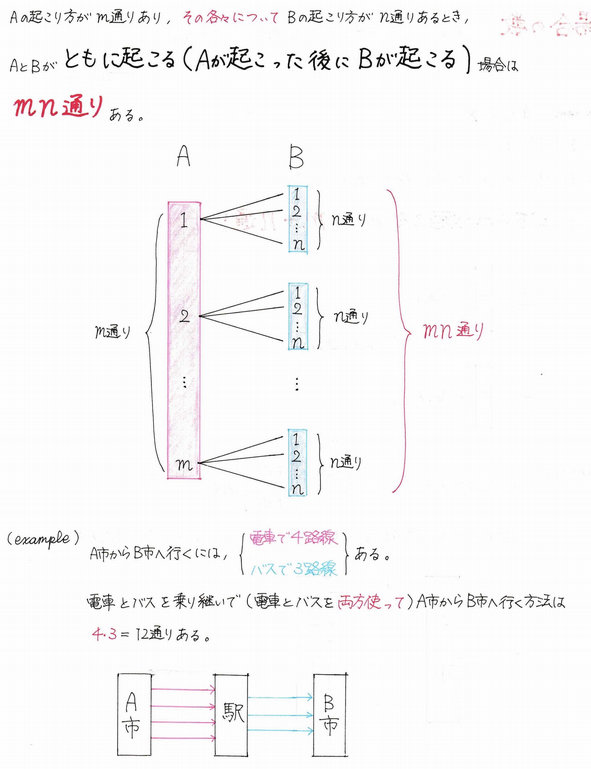 Aの起こり方が m通りあり, その各々について Bの起こり方が n通りあるとき,
AとBが ともに起こる(Aが起こった後に Bが起こる) 場合は
mn通り ある。
A B
1 1
2
⋮
n n通り
2 1
2
⋮
n n通り
m通り mn通り
⋮ ⋮
m 1
2
⋮
n n通り
(example) A市からB市へ行くには, { 電車で4路線
バスで3路線 } ある。
電車とバスを乗り継いで(電車とバスを両方使って)A市からB市へ行く方法は
4・3=12通りある。
A市 駅 B市